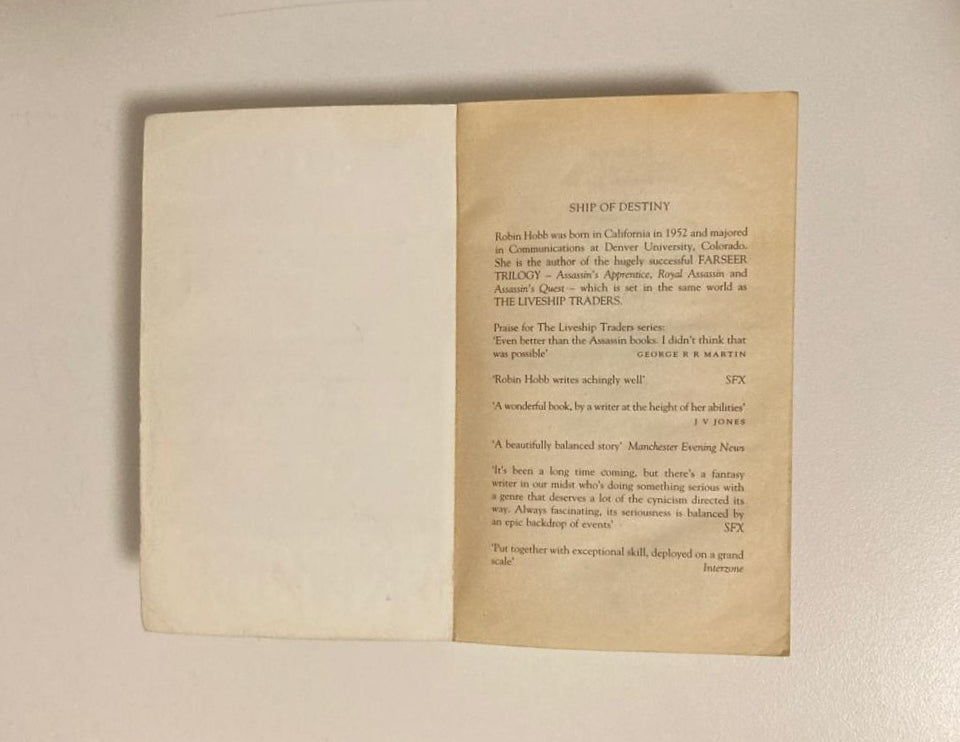 SHIP OF DESTINY
Robin Hobb was born in California in 1952 and majored
in Communications at Denver University, Colorado.
She is the author of the hugely successful FARSEER
TRILOGY – Assassin's Apprentice, Royal Assassin and
Assassin's Quest – which is set in the same world as
THE LIVESHIP TRADERS.
Praise for The Liveship Traders series:
'Even better than the Assassin books. I didn't think that
was possible' GEORGE R R MARTIN
'Robin Hobb writes achingly well' SFX
'A wonderful book, by a writer at the height of her abilities'
J V JONES
'A beautifully balanced story' Manchester Evening News
'It's been a long time coming, but there's a fantasy
writer in our midst who's doing something serious with
a genre that deserves a lot of the cynicism directed its
way. Always fascinating, its seriousness is balanced by
an epic backdrop of events' SFX
'Put together with exceptional skill, deployed on a grand
scale' Interzone